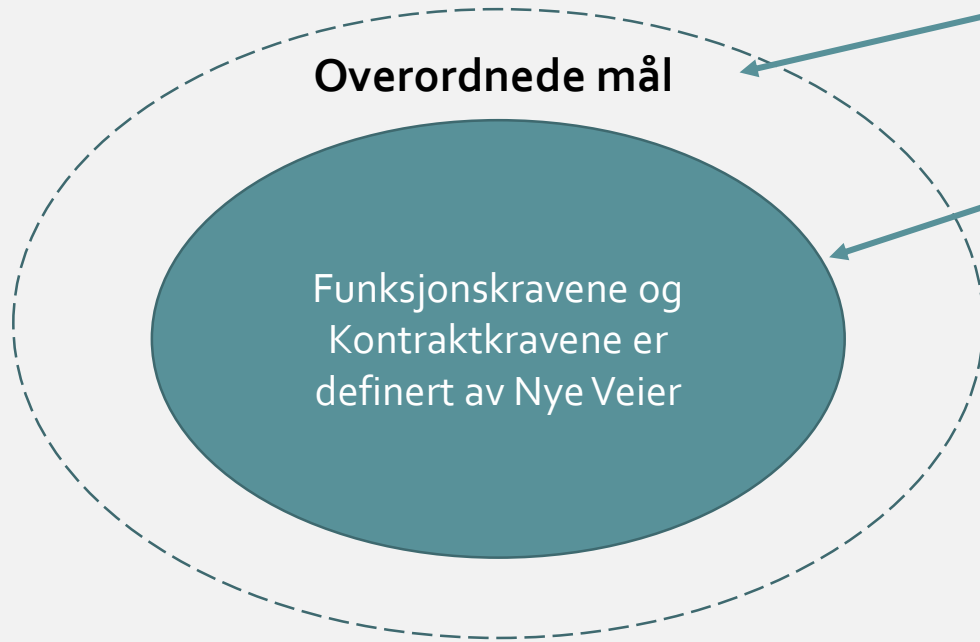 Overordnede mål
Funksjonskravene og
Kontraktkravene er
definert av Nye Veier